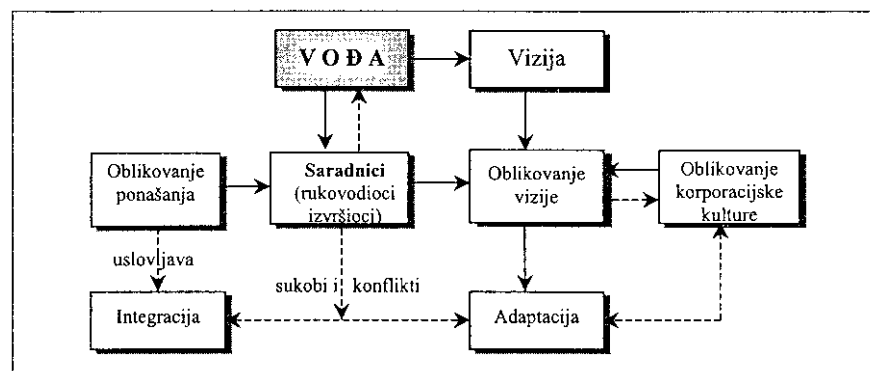 VOĐA
Vizija
Oblikovanje
ponašanja
Saradnici
(rukovodioci
izvršioci)
Oblikovanje
vizije
Oblikovanje
korporacijske
kulture
uslovljava
sukobi i konflikti
Integracija
Adaptacija